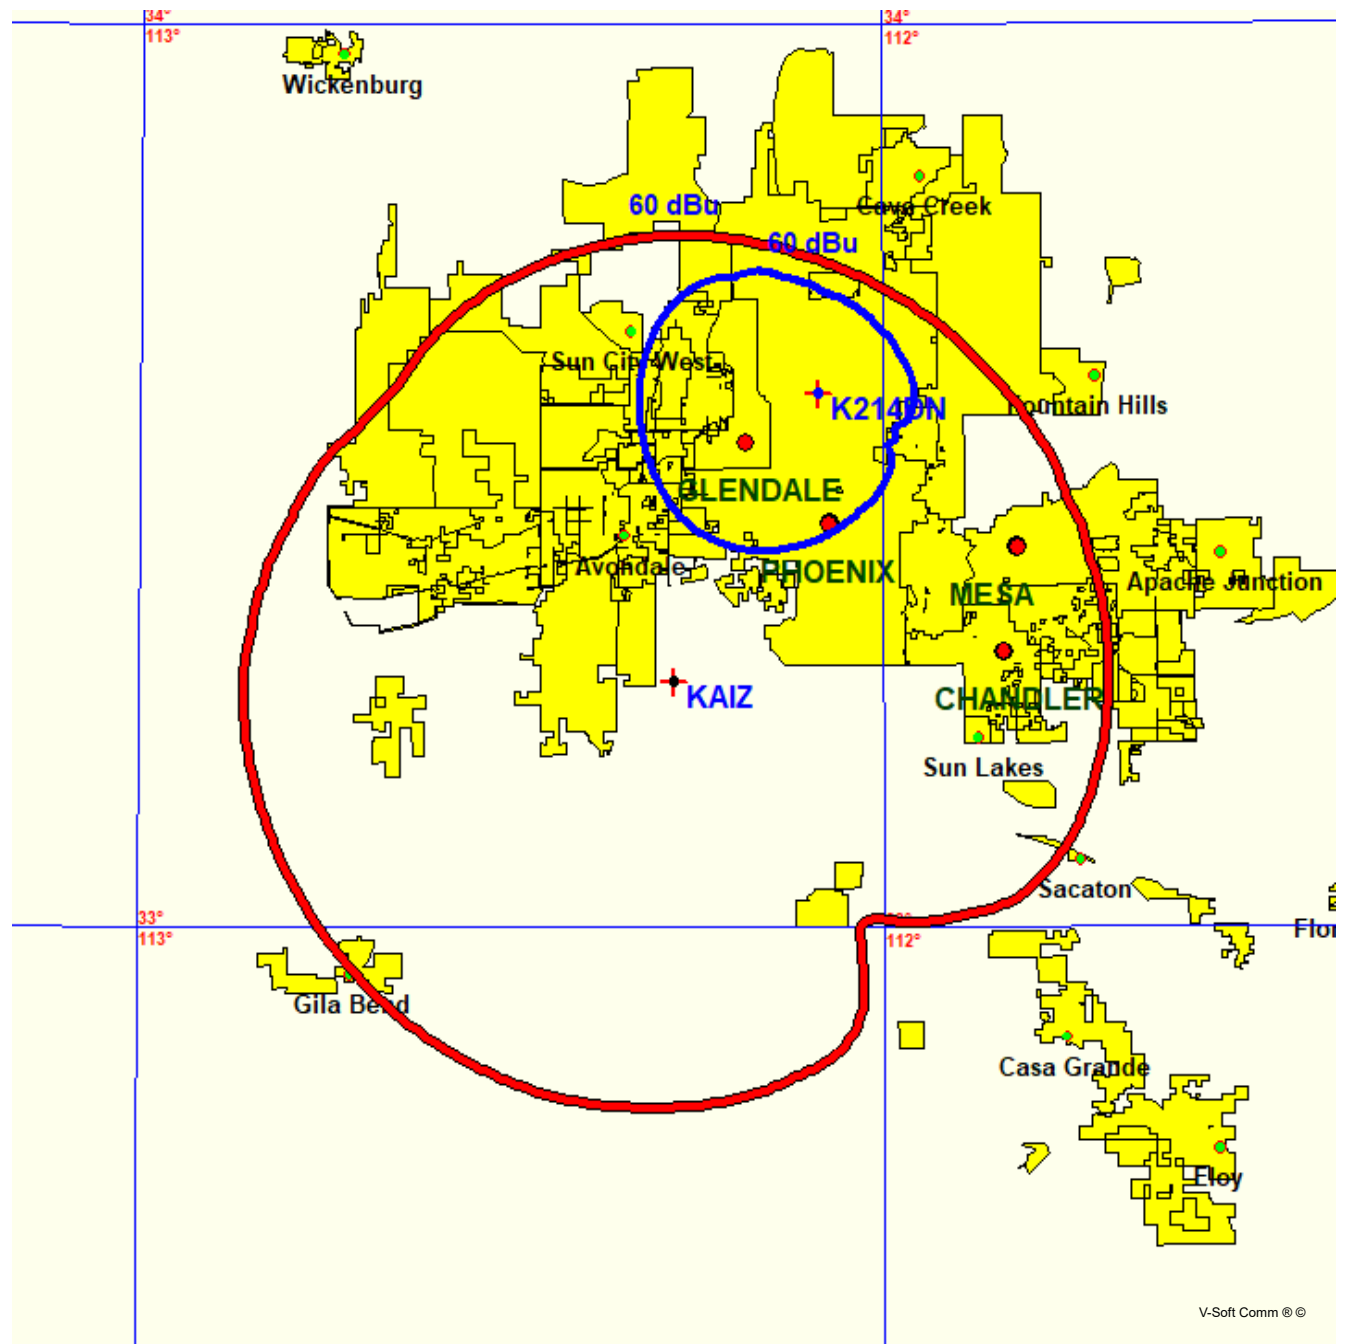 34°
113°
34°
112°
Wickenburg
Cave Creek
60 dBu
60 dBu
Sun City West
K214DN
Fountain Hills
GLENDALE
Avondale
PHOENIX
MESA
Apache Junction
KAIZ
CHANDLER
Sun Lakes
Sacaton
33°
113°
112°
Flor
Gila Bend
Casa Grande
Eloy
V-Soft Comm ® ©